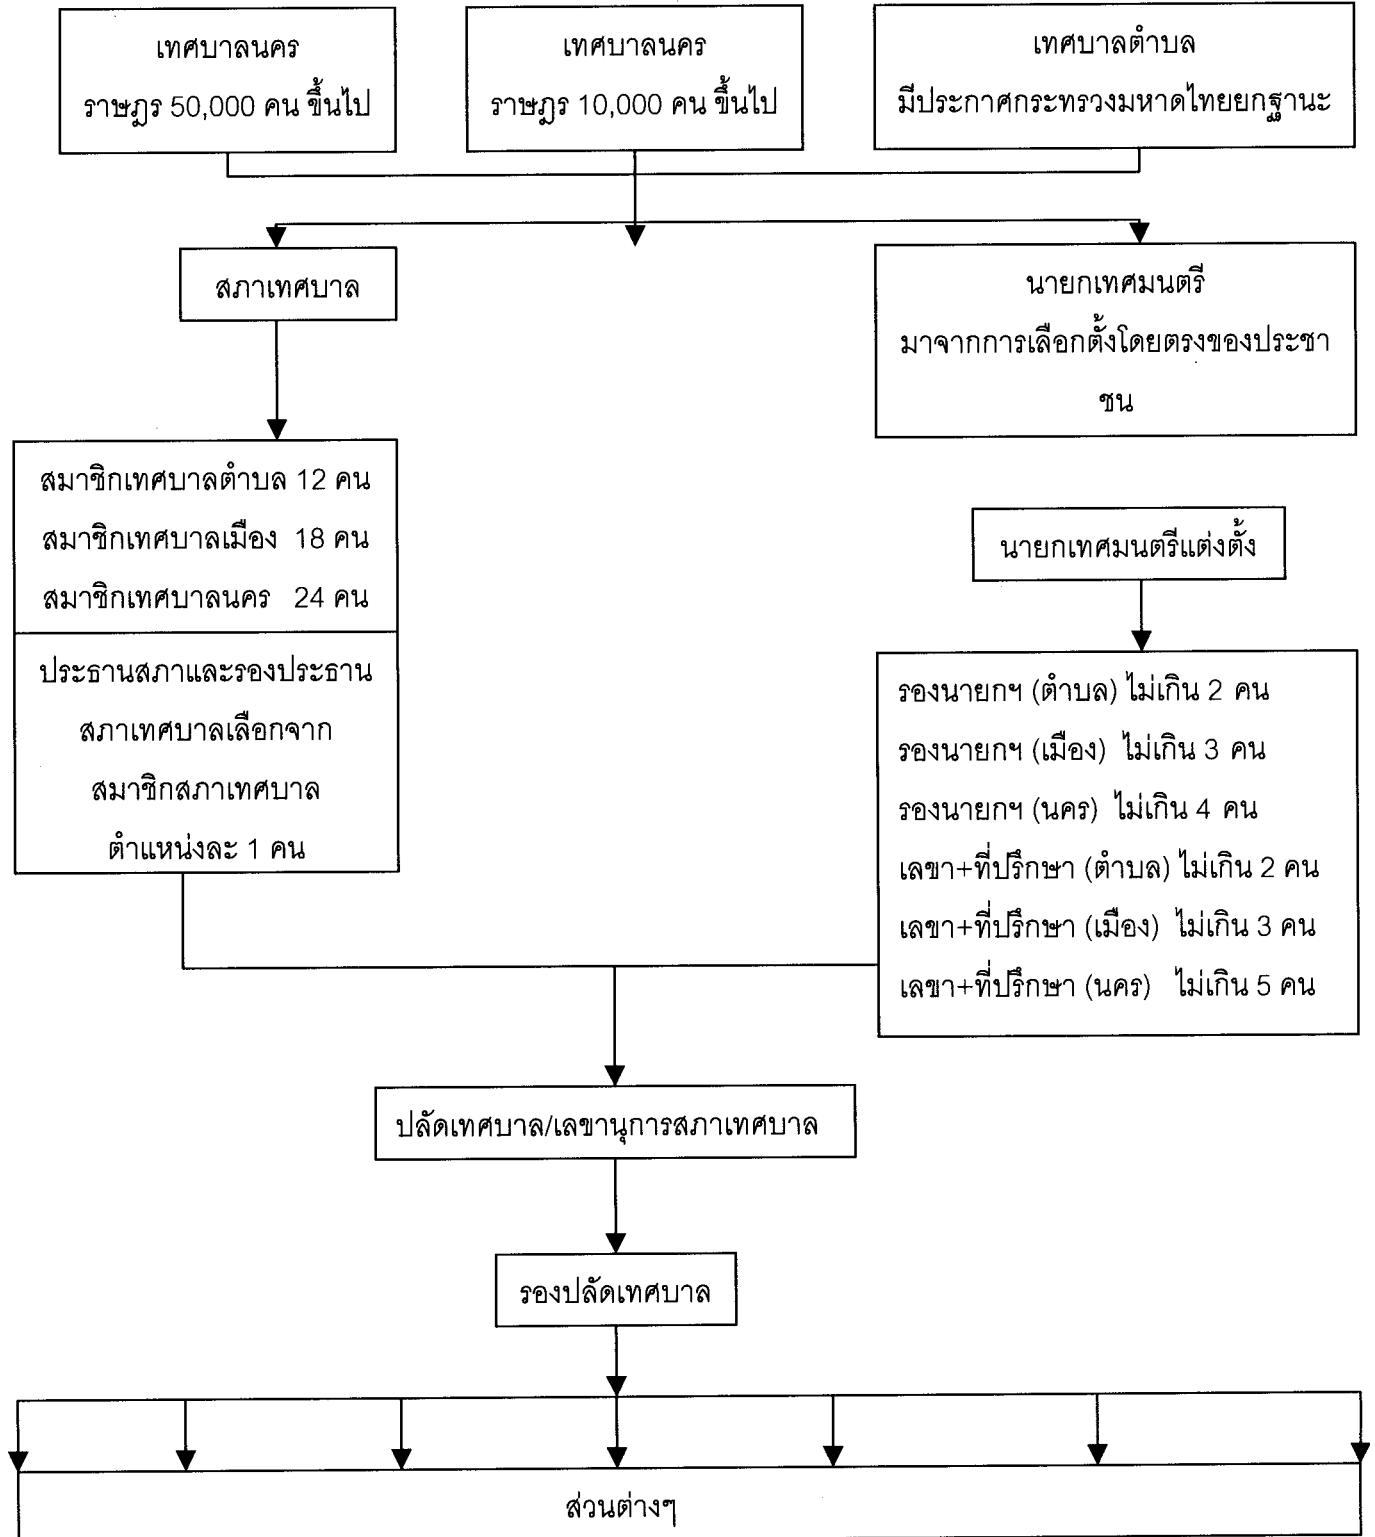 เทศบาลนคร
ราษฎร 50,000 คน ขึ้นไป
เทศบาลนคร
ราษฎร 10,000 คน ขึ้นไป
เทศบาลตำบล
มีประกาศกระทรวงมหาดไทยยกฐานะ
สภาเทศบาล
นายกเทศมนตรี
มาจากการเลือกตั้งโดยตรงของประชา
ชน
สมาชิกเทศบาลตำบล 12 คน
สมาชิกเทศบาลเมือง 18 คน
สมาชิกเทศบาลนคร 24 คน
ประธานสภาและรองประธาน
สภาเทศบาลเลือกจาก
สมาชิกสภาเทศบาล
ตำแหน่งละ 1 คน
นายกเทศมนตรีแต่งตั้ง
รองนายกฯ (ตำบล) ไม่เกิน 2 คน
รองนายกฯ (เมือง) ไม่เกิน 3 คน
รองนายกฯ (นคร) ไม่เกิน 4 คน
เลขา+ที่ปรึกษา (ตำบล) ไม่เกิน 2 คน
เลขา+ที่ปรึกษา (เมือง) ไม่เกิน 3 คน
เลขา+ที่ปรึกษา (นคร) ไม่เกิน 5 คน
ปลัดเทศบาล/เลขานุการสภาเทศบาล
รองปลัดเทศบาล
ส่วนต่างๆ